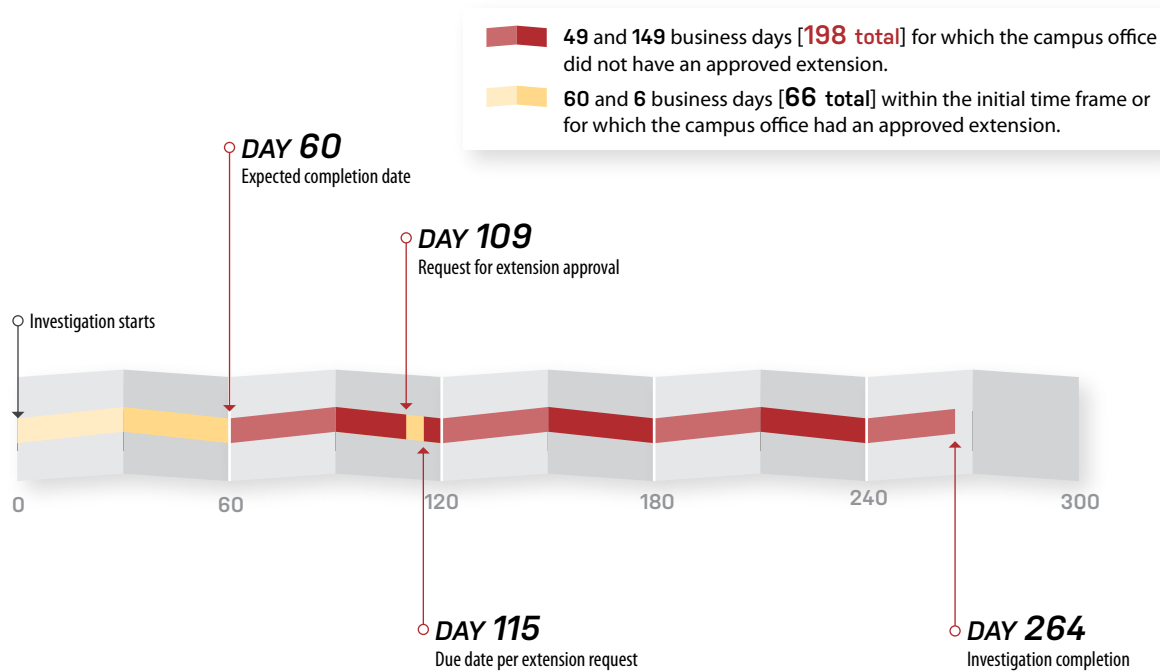 49 and 149 business days [198 total] for which the campus office
did not have an approved extension.
60 and 6 business days [66 total] within the initial time frame or
for which the campus office had an approved extension.
DAY 60
Expected completion date
DAY 109
Request for extension approval
Investigation starts
0 60 120 180 240 300
DAY 115
Due date per extension request
DAY 264
Investigation completion